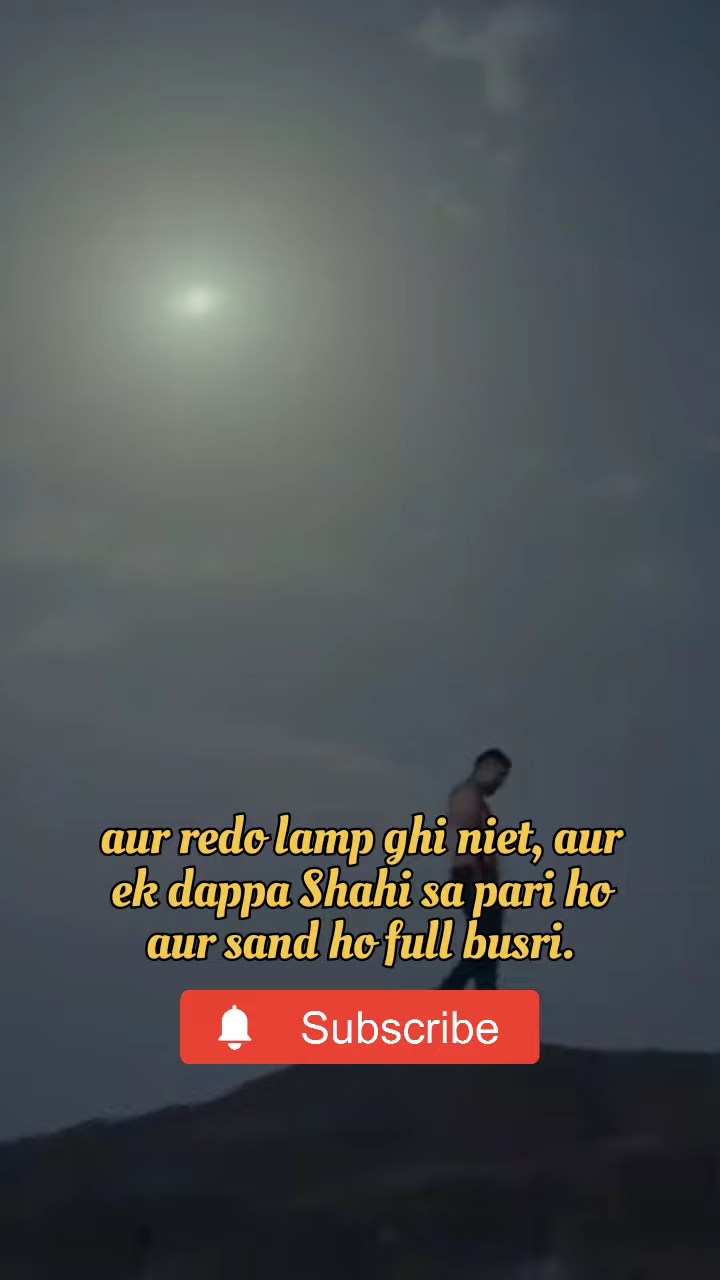 aur redo lamp ghi niet, aur
ek dappa Shahi sa pari ho
aur sand ho full busri.
Subscribe